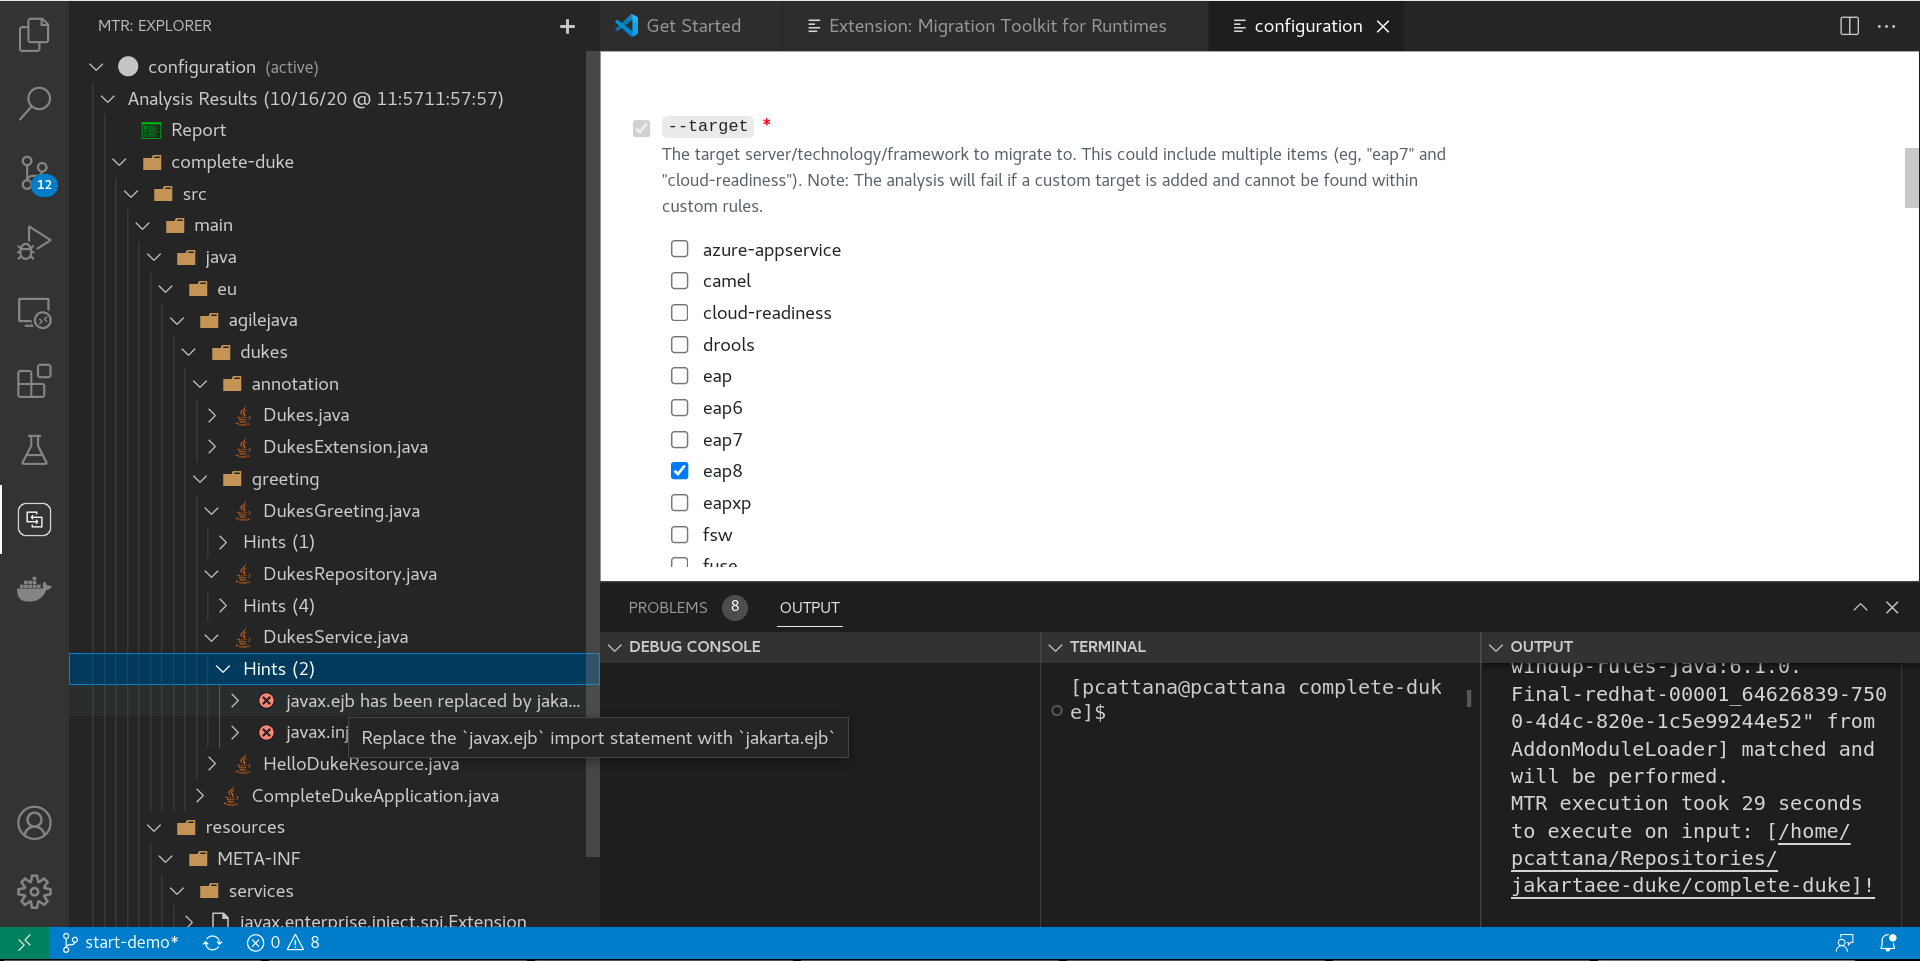 MTR: EXPLORER
configuration (active)
Analysis Results (10/16/20 @ 11:5711:57:57)
Report
complete-duke
src
12
main
java
eu
agilejava
dukes
annotation
Dukes.java
DukesExtension.java
greeting
DukesGreeting.java
Hints (1)
DukesRepository.java
Hints (4)
DukesService.java
Hints (2)
javax.ejb has been replaced by jaka...
javax.inj
Replace the `javax.ejb` import statement with `jakarta.ejb`
HelloDukeResource.java
CompleteDukeApplication.java
resources
META-INF
services
javax.enterprise.inject.spi.Extension
Get Started
Extension: Migration Toolkit for Runtimes
configuration
--target *
The target server/technology/framework to migrate to. This could include multiple items (eg, "eap7" and
"cloud-readiness"). Note: The analysis will fail if a custom target is added and cannot be found within
custom rules.
azure-appservice
camel
cloud-readiness
drools
eap
eap6
eap7
eap8
eapxp
fsw
fuse
PROBLEMS 8 OUTPUT
DEBUG CONSOLE
TERMINAL
[pcattana@pcattana complete-duk
e]$
OUTPUT
windup-rules-java:6.1.0.
Final-redhat-00001_64626839-750
0-4d4c-820e-1c5e99244e52" from
AddonModuleLoader] matched and
will be performed.
MTR execution took 29 seconds
to execute on input: [/home/
pcattana/Repositories/
jakartaee-duke/complete-duke]!
start-demo* 0 8